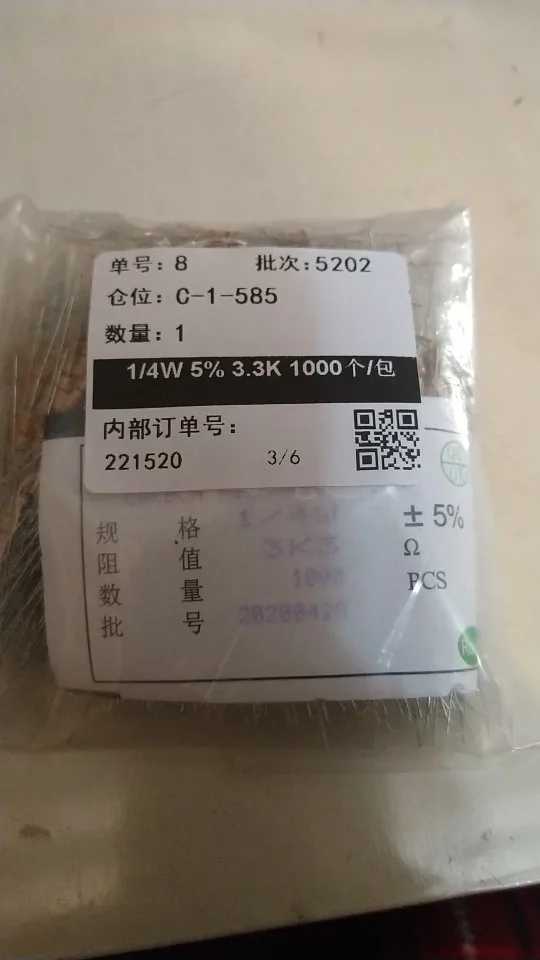 单号：8 批次：5202
仓位：C-1-585
数量：1
1/4W 5% 3.3K 1000个/包
内部订单号：
221520 3/6
规格 ± 5%
阻值 3K3 Ω
数量 1000 PCS
批号 20200420